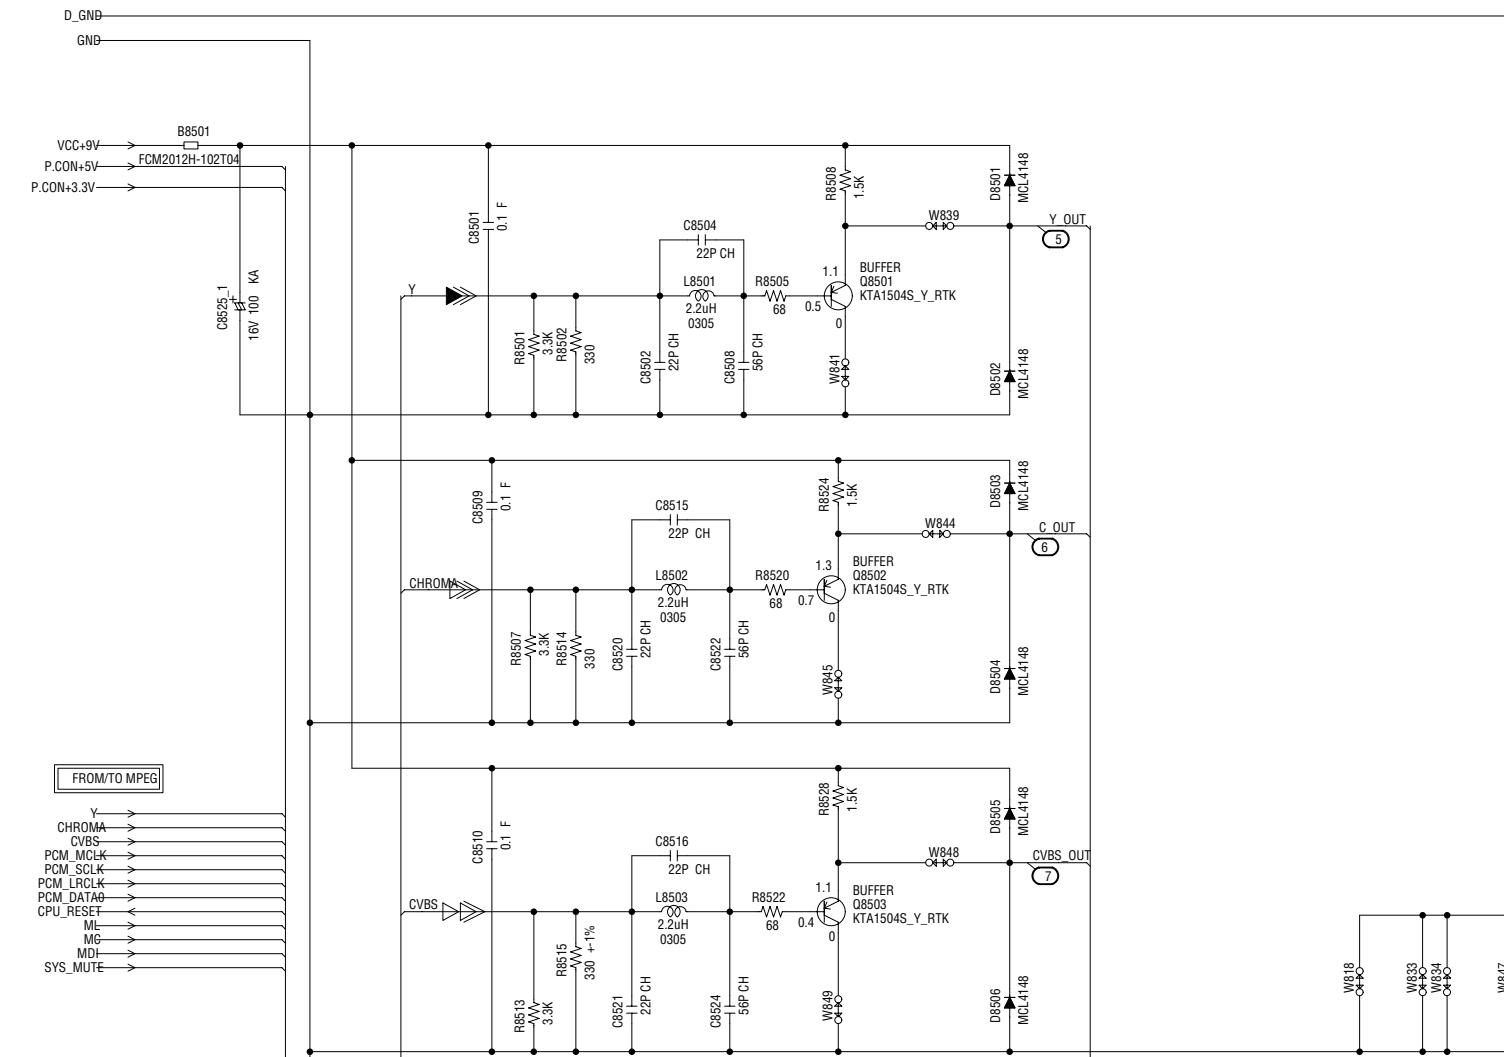 D_GND
GND
VCC+9V
B8501
FCM2012H-102T04
P.CON+5V
P.CON+3.3V
C8525_1
16V 100 KA
C8501
0.1 F
Y
R8501
3.3K
R8502
330
C8504
22P CH
L8501
2.2uH
0305
C8502
22P CH
C8508
56P CH
R8505
68
R8508
1.5K
1.1
0.5
0
BUFFER
Q8501
KTA1504S_Y_RTK
W841
W839
D8501
MCL4148
D8502
MCL4148
Y_OUT
5
C8509
0.1 F
CHROMA
R8507
3.3K
R8514
330
C8515
22P CH
L8502
2.2uH
0305
C8520
22P CH
C8522
56P CH
R8520
68
R8524
1.5K
1.3
0.7
0
BUFFER
Q8502
KTA1504S_Y_RTK
W845
W844
D8503
MCL4148
D8504
MCL4148
C_OUT
6
FROM/TO MPEG
Y
CHROMA
CVBS
PCM_MCLK
PCM_SCLK
PCM_LRCLK
PCM_DATA0
CPU_RESET
ML
MC
MDI
SYS_MUTE
C8510
0.1 F
CVBS
R8513
3.3K
R8515
330 +-1%
C8516
22P CH
L8503
2.2uH
0305
C8521
22P CH
C8524
56P CH
R8522
68
R8528
1.5K
1.1
0.4
0
BUFFER
Q8503
KTA1504S_Y_RTK
W849
W848
D8505
MCL4148
D8506
MCL4148
CVBS_OUT
7
W818
W833
W834
W847